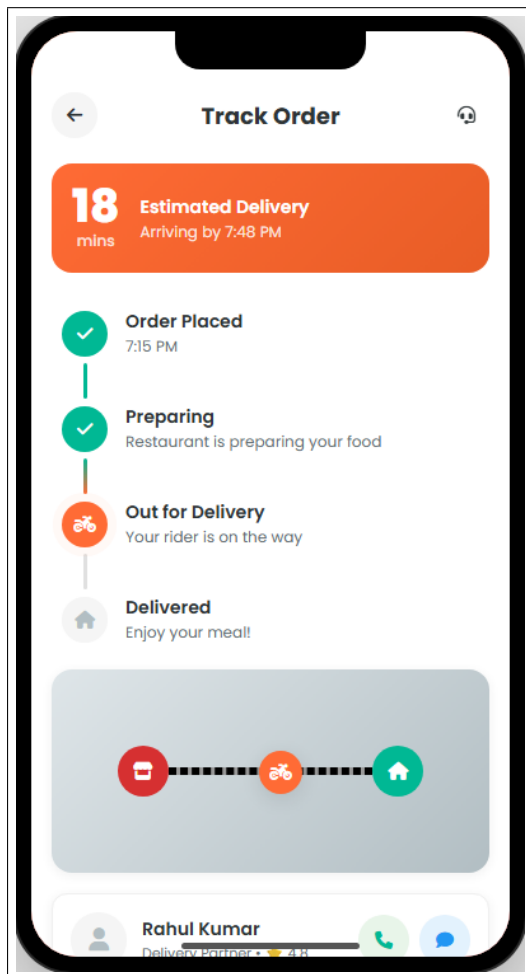 Track Order
18
mins
Estimated Delivery
Arriving by 7:48 PM
Order Placed
7:15 PM
Preparing
Restaurant is preparing your food
Out for Delivery
Your rider is on the way
Delivered
Enjoy your meal!
Rahul Kumar
Delivery Partner • ⭐ 4.8